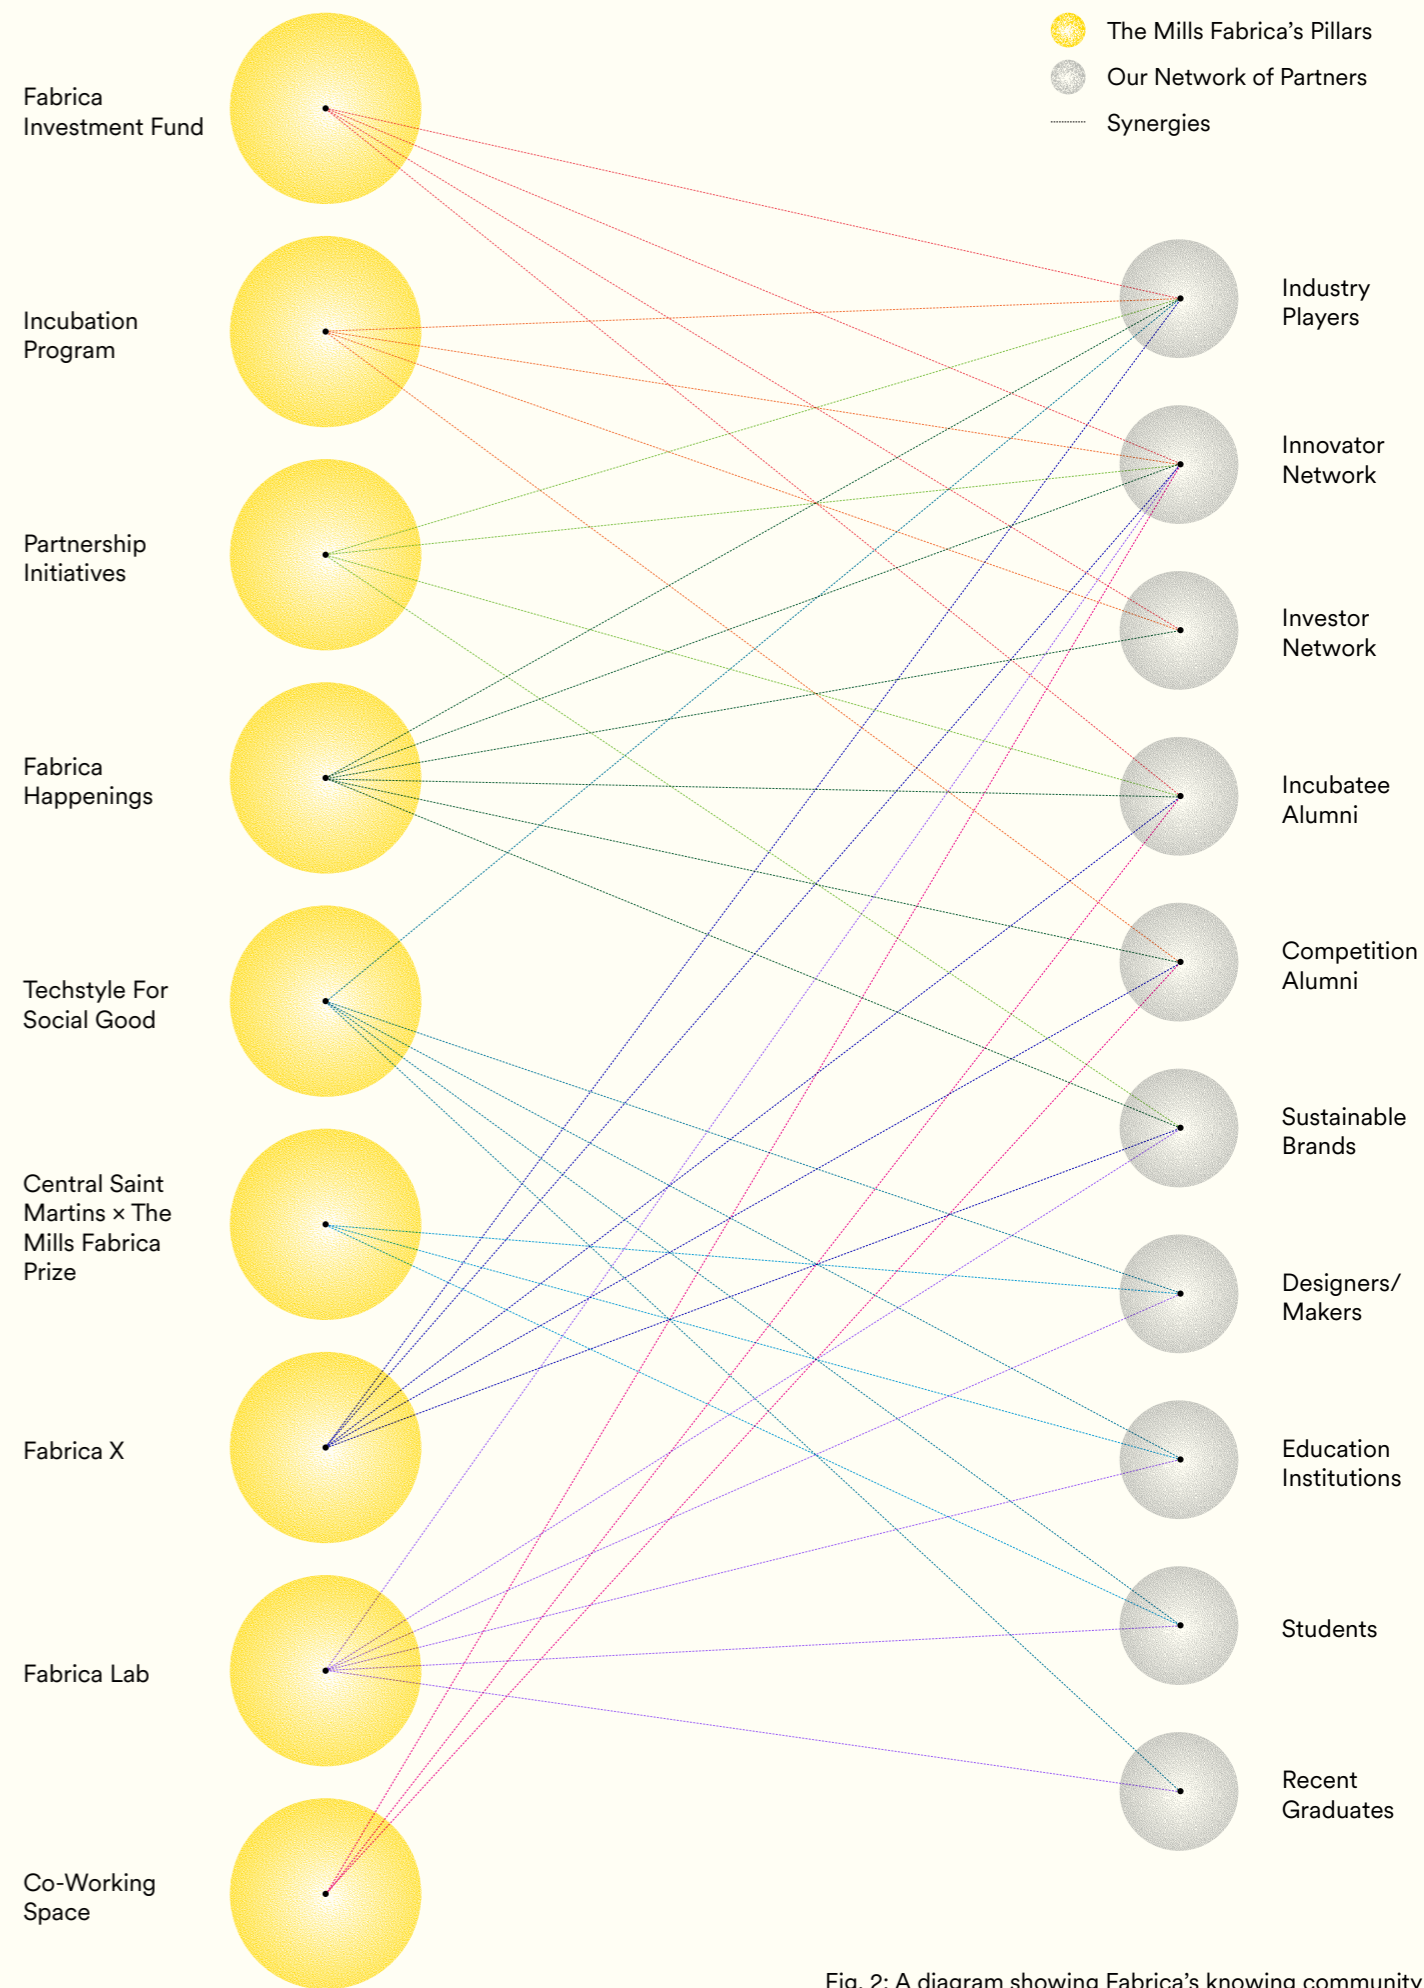 The Mills Fabrica's Pillars
Our Network of Partners
Synergies
Fabrica
Investment Fund
Incubation
Program
Partnership
Initiatives
Fabrica
Happenings
Techstyle For
Social Good
Central Saint
Martins × The
Mills Fabrica
Prize
Fabrica X
Fabrica Lab
Co-Working
Space
Industry
Players
Innovator
Network
Investor
Network
Incubatee
Alumni
Competition
Alumni
Sustainable
Brands
Designers/
Makers
Education
Institutions
Students
Recent
Graduates
Fig. 2: A diagram showing Fabrica's knowing community